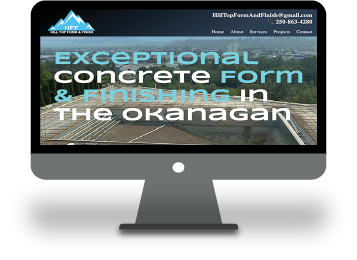 HillTopFormAndFinish@gmail.com
250-863-4280
HFF
HILL TOP FORM & FINISH
Home About Services Projects Contact
Exceptional
Concrete Form
& Finishing in
the Okanagan